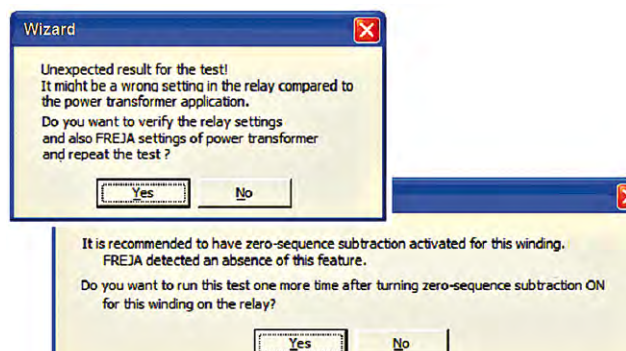 Wizard
Unexpected result for the test!
It might be a wrong setting in the relay compared to
the power transformer application.
Do you want to verify the relay settings
and also FREJA settings of power transformer
and repeat the test ?
Yes No
It is recommended to have zero-sequence subtraction activated for this winding.
FREJA detected an absence of this feature.
Do you want to run this test one more time after turning zero-sequence subtraction ON
for this winding on the relay?
Yes No